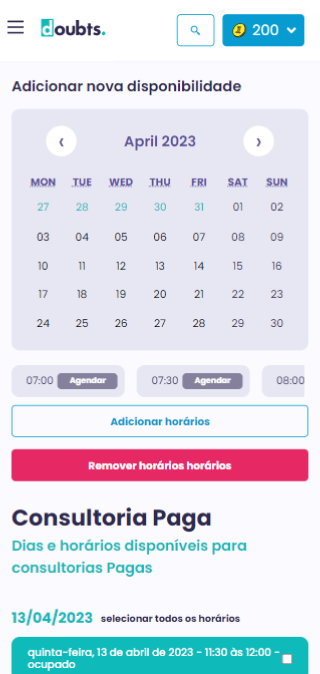 doubts.
200
Adicionar nova disponibilidade
‹ April 2023 ›
MON TUE WED THU FRI SAT SUN
27 28 29 30 31 01 02
03 04 05 06 07 08 09
10 11 12 13 14 15 16
17 18 19 20 21 22 23
24 25 26 27 28 29 30
07:00 Agendar 07:30 Agendar 08:00
Adicionar horários
Remover horários horários
Consultoria Paga
Dias e horários disponíveis para
consultorias Pagas
13/04/2023 selecionar todos os horários
quinta-feira, 13 de abril de 2023 - 11:30 às 12:00 -
ocupado